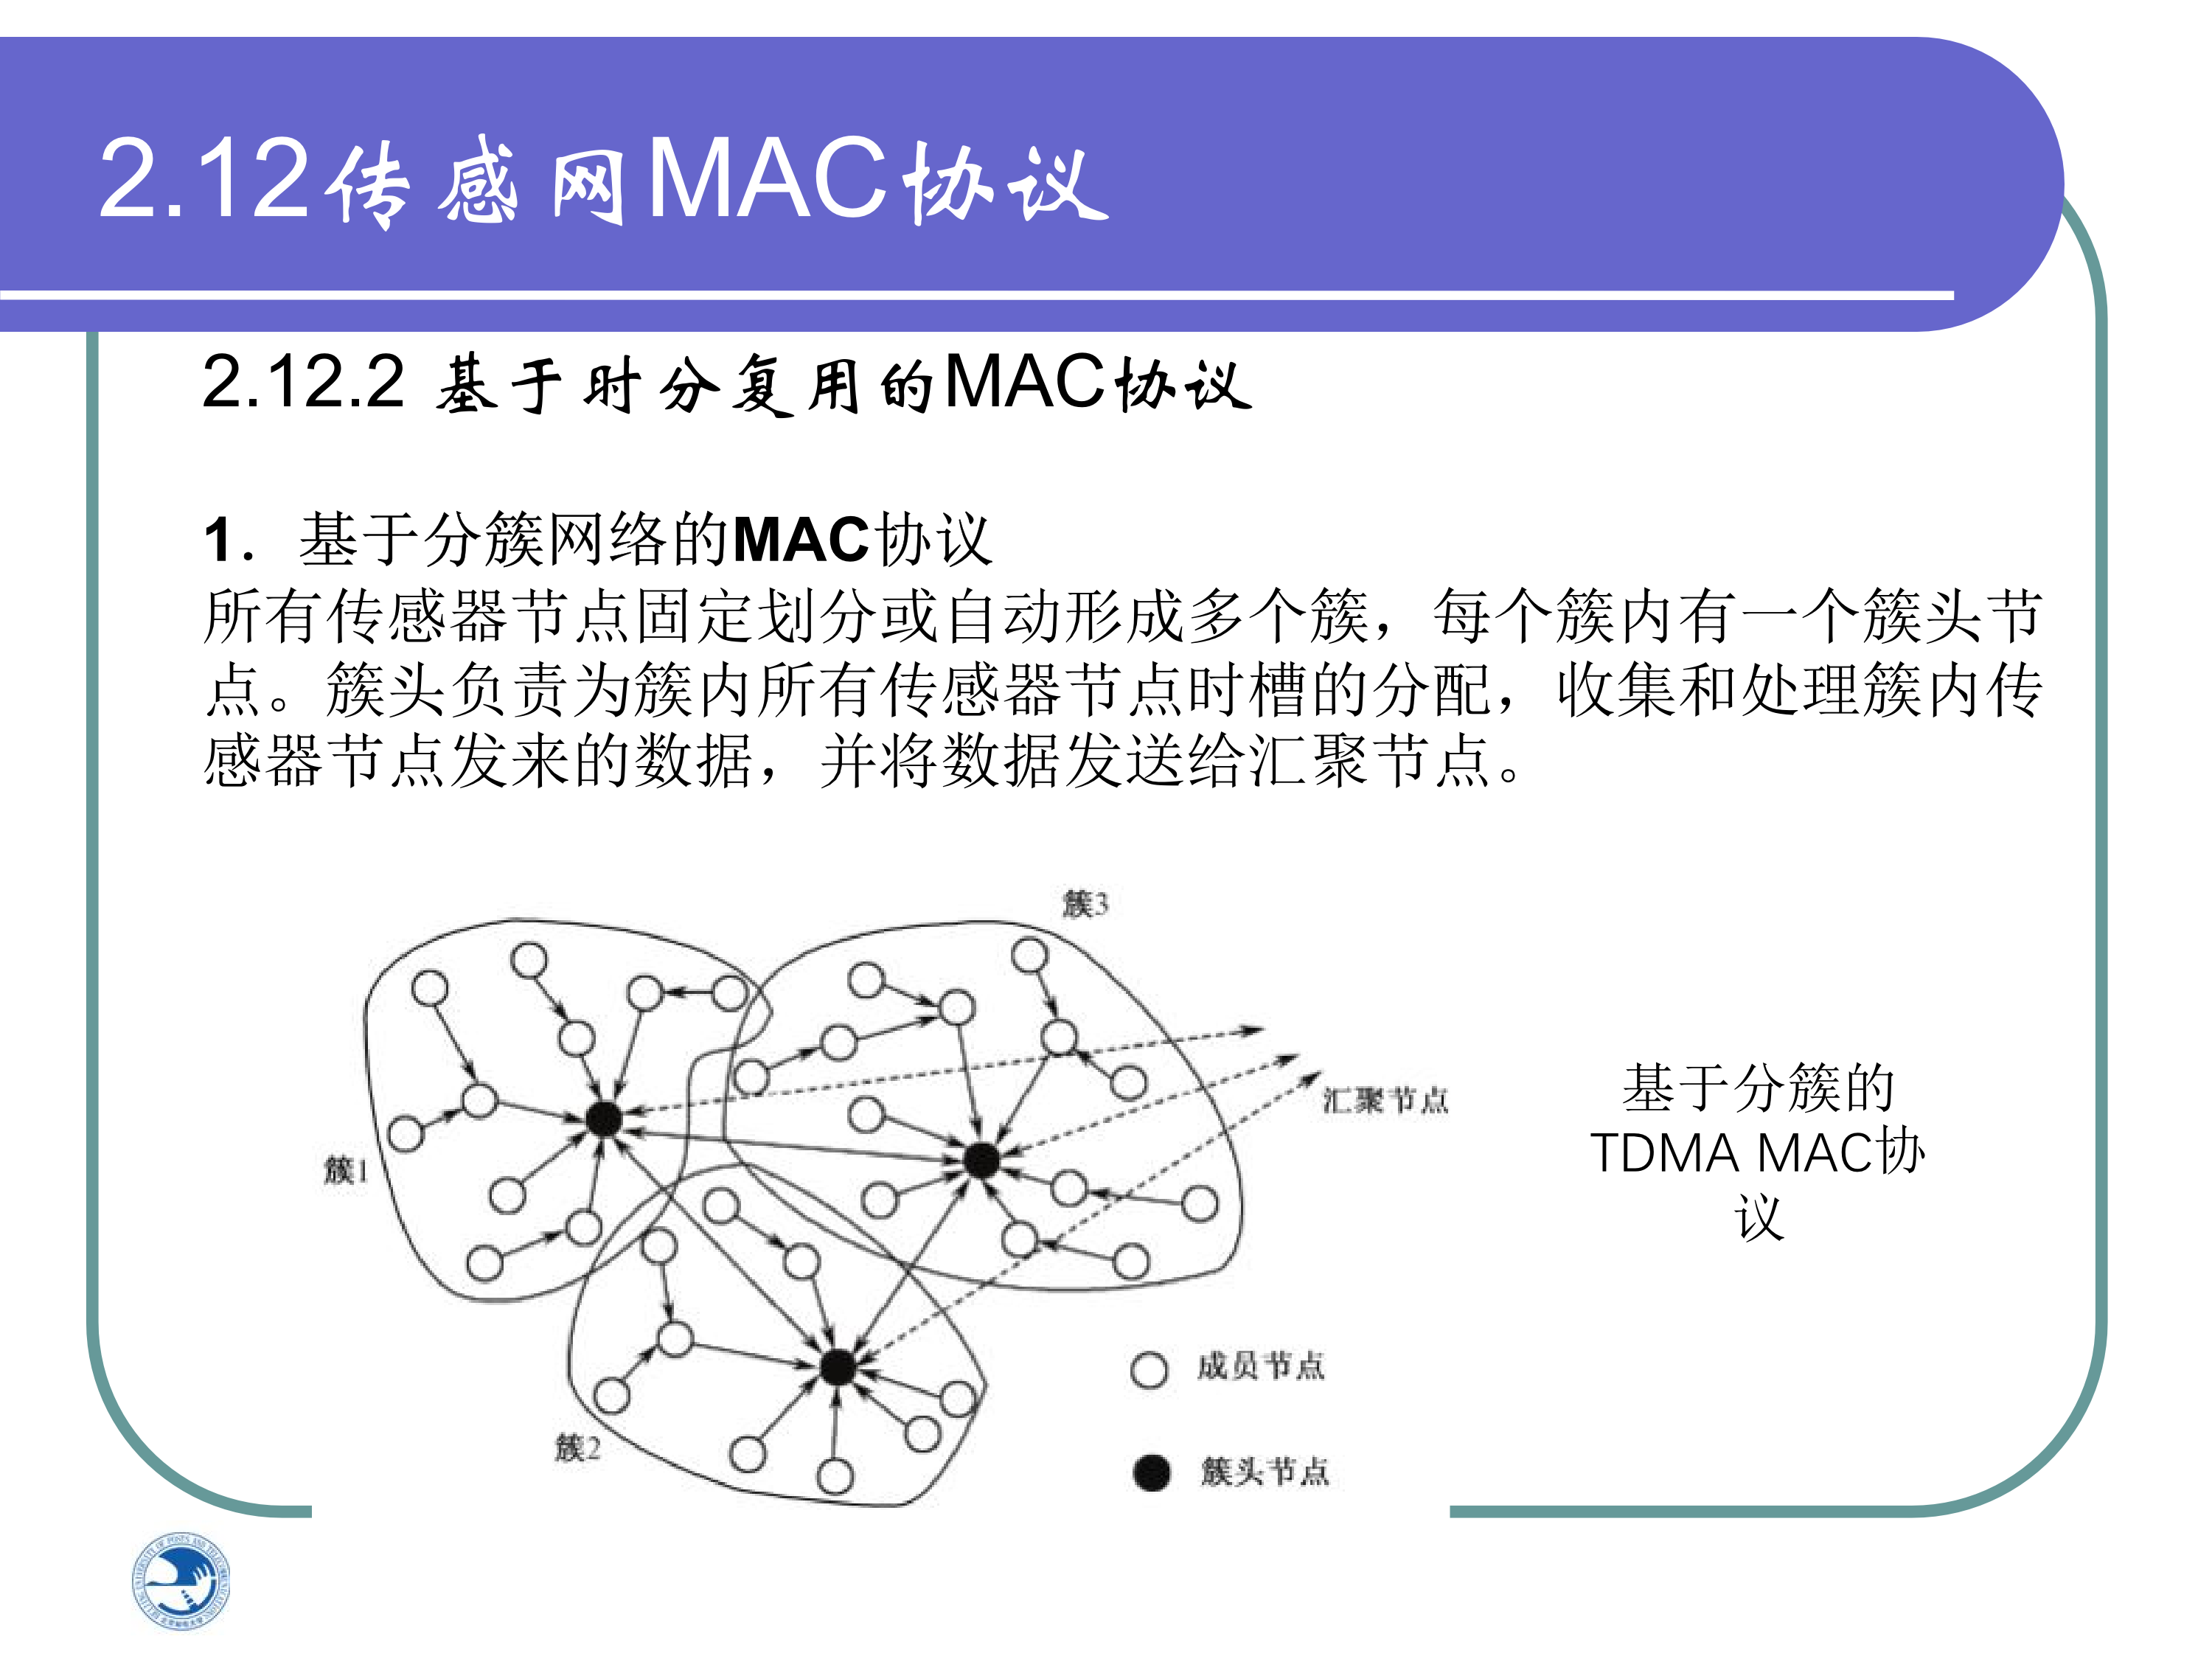 2.12传感网MAC协议
2.12.2 基于时分复用的MAC协议
1．基于分簇网络的MAC协议
所有传感器节点固定划分或自动形成多个簇，每个簇内有一个簇头节
点。簇头负责为簇内所有传感器节点时槽的分配，收集和处理簇内传
感器节点发来的数据，并将数据发送给汇聚节点。
簇3
汇聚节点
簇1
簇2
成员节点
簇头节点
基于分簇的
TDMA MAC协
议